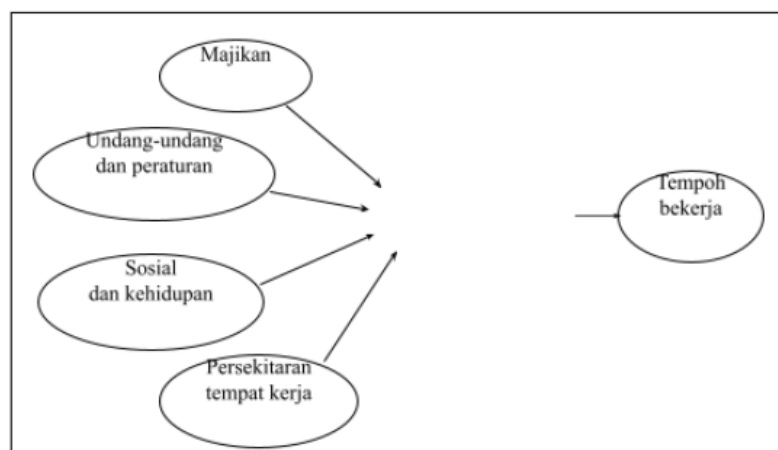 Majikan
Undang-undang
dan peraturan
Tempoh
bekerja
Sosial
dan kehidupan
Persekitaran
tempat kerja